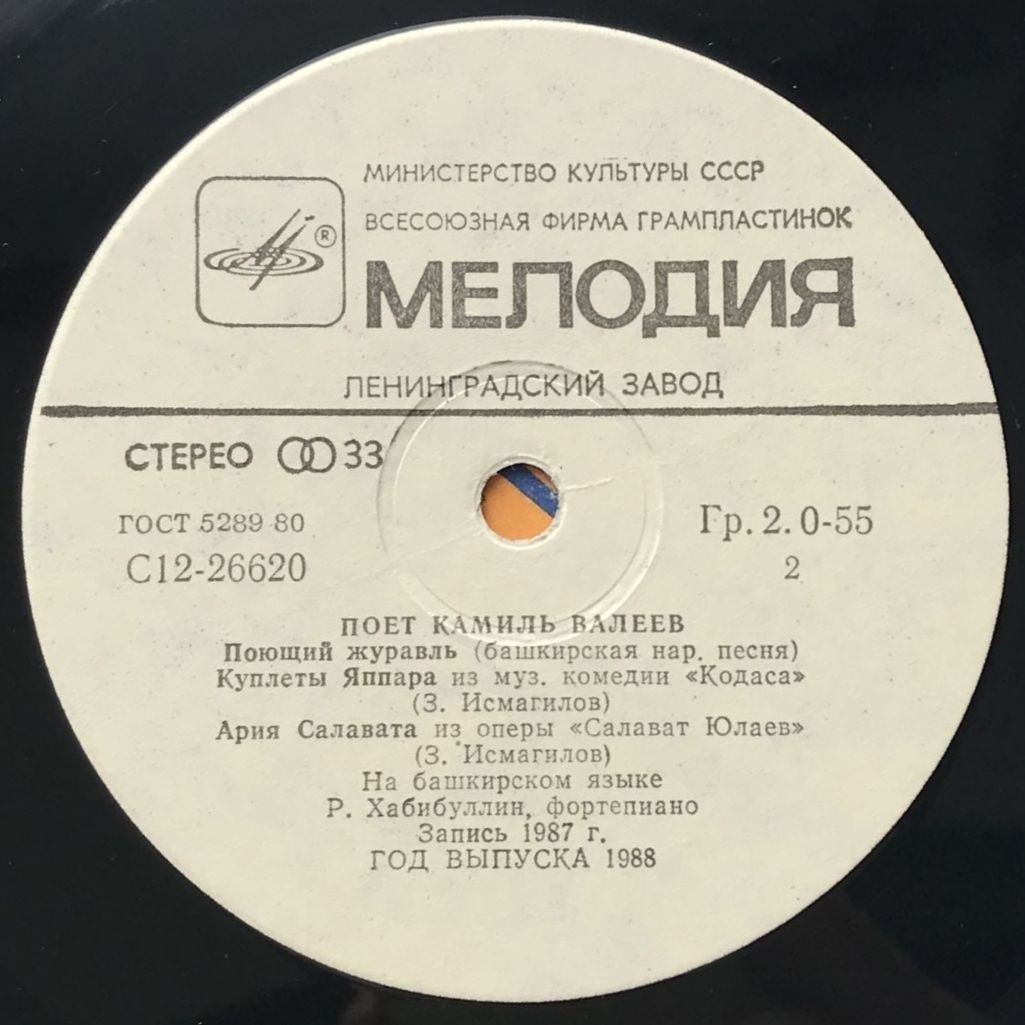 МИНИСТЕРСТВО КУЛЬТУРЫ СССР
ВСЕСОЮЗНАЯ ФИРМА ГРАМПЛАСТИНОК
®
МЕЛОДИЯ
ЛЕНИНГРАДСКИЙ ЗАВОД
СТЕРЕО 33
ГОСТ 5289-80
Гр. 2. 0-55
С12-26620
2
ПОЕТ КАМИЛЬ ВАЛЕЕВ
Поющий журавль (башкирская нар. песня)
Куплеты Яппара из муз. комедии «Кодаса»
(З. Исмагилов)
Ария Салавата из оперы «Салават Юлаев»
(З. Исмагилов)
На башкирском языке
Р. Хабибуллин, фортепиано
Запись 1987 г.
ГОД ВЫПУСКА 1988